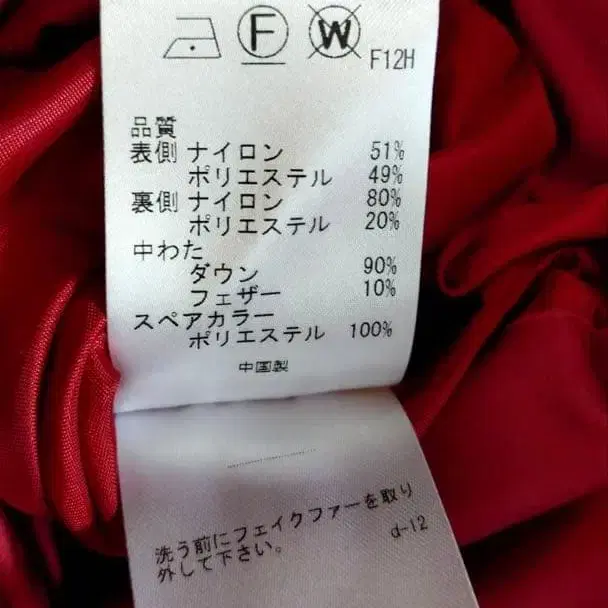 F W
F12H
品質
表側 ナイロン 51%
ポリエステル 49%
裏側 ナイロン 80%
ポリエステル 20%
中わた
ダウン 90%
フェザー 10%
スペアカラー
ポリエステル 100%
中国製
洗う前にフェイクファーを取り
外して下さい。
d-12